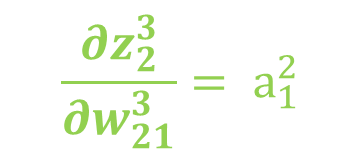 ∂z₂³/∂w₂₁³ = a₁²